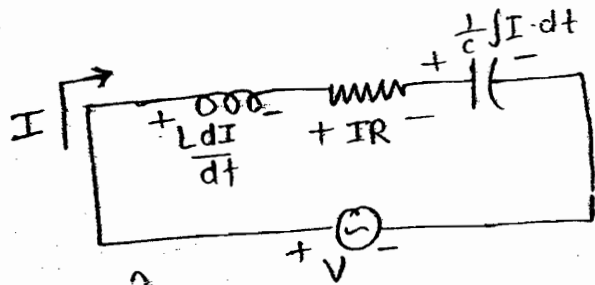 1/c ∫I·dt
+ -
I
+ - 
L dI/dt
+ IR -
+ V -